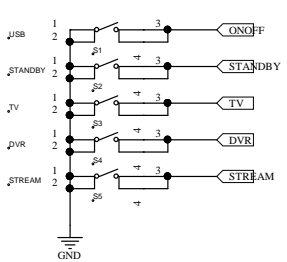 USB 1 2 3 ONOFF
S1 4
STANDBY 1 2 3 STANDBY
S2 4
TV 1 2 3 TV
S3 4
DVR 1 2 3 DVR
S4 4
STREAM 1 2 3 STREAM
S5 4
GND